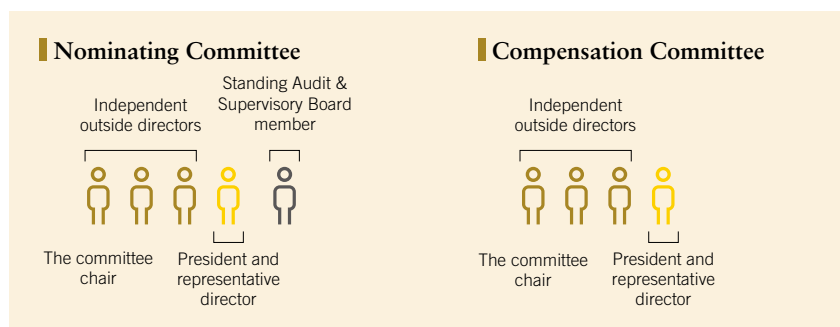 Nominating Committee
Standing Audit &
Supervisory Board
member
Independent
outside directors
The committee
chair
President and
representative
director
Compensation Committee
Independent
outside directors
The committee
chair
President and
representative
director